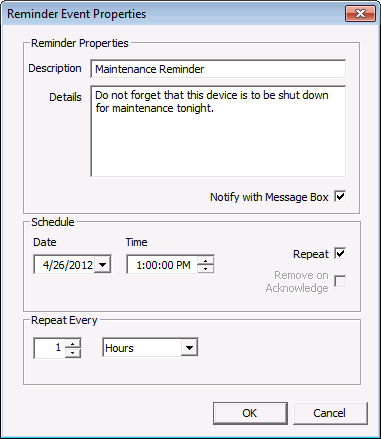 Reminder Event Properties
Reminder Properties
Description Maintenance Reminder
Details Do not forget that this device is to be shut down
for maintenance tonight.
Notify with Message Box
Schedule
Date Time
4/26/2012 1:00:00 PM
Repeat
Remove on
Acknowledge
Repeat Every
1 Hours
OK Cancel